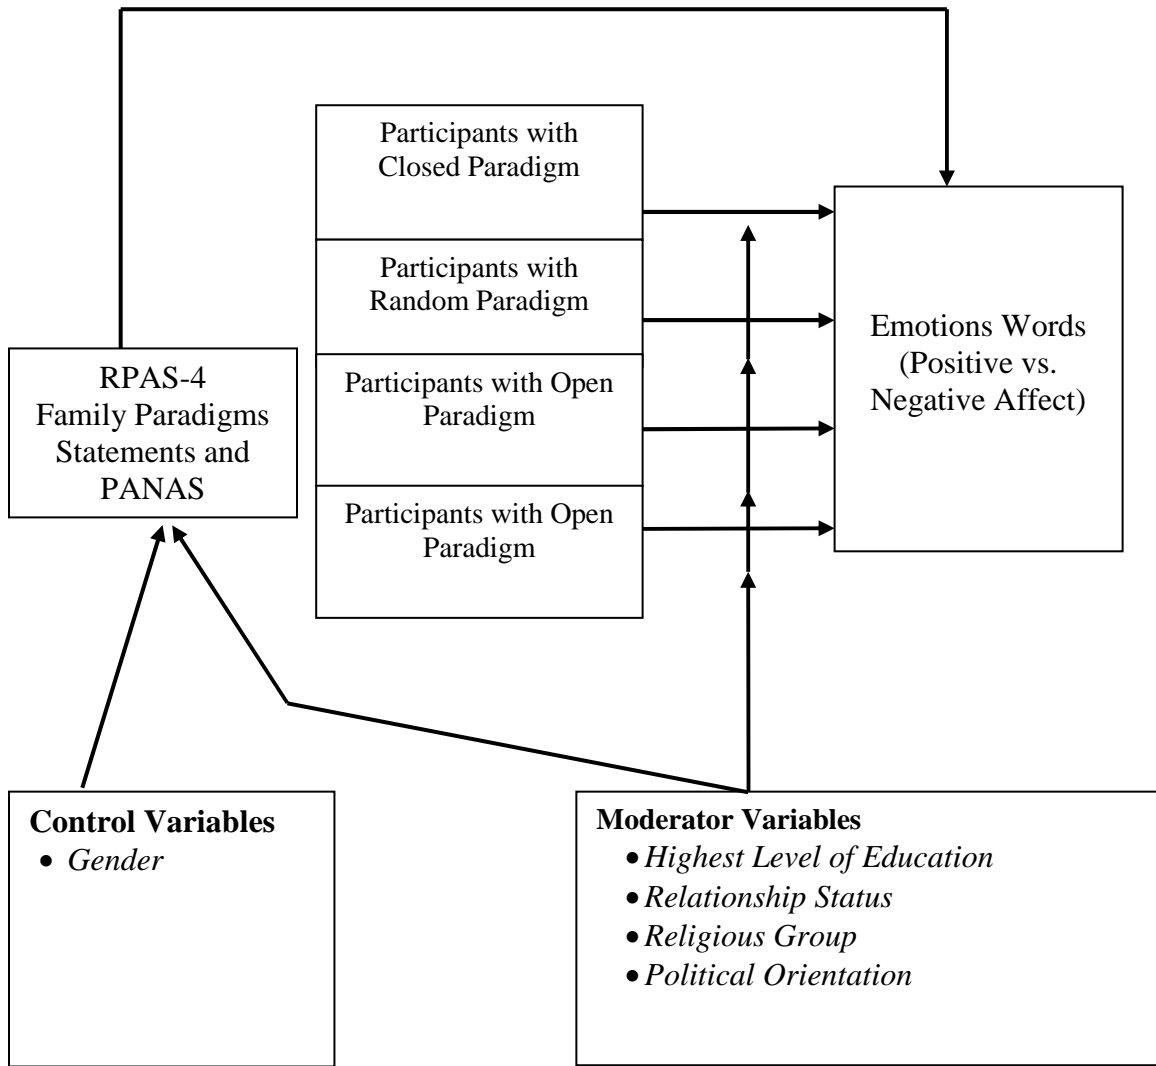 Participants with
Closed Paradigm
Participants with
Random Paradigm
Participants with Open
Paradigm
Participants with Open
Paradigm
RPAS-4
Family Paradigms
Statements and
PANAS
Emotions Words
(Positive vs.
Negative Affect)
Control Variables
• Gender
Moderator Variables
• Highest Level of Education
• Relationship Status
• Religious Group
• Political Orientation